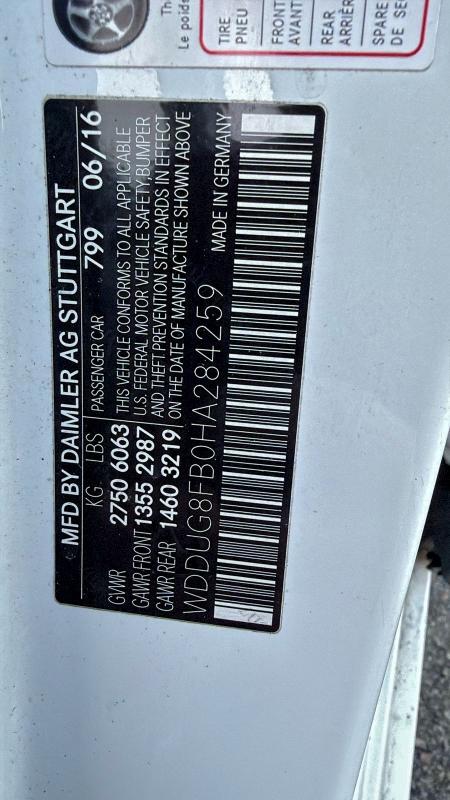 Th
Le poids
TIRE
PNEU
FRONT
AVANT
REAR
ARRIÈR
SPARE
DE SE
MFD BY DAIMLER AG STUTTGART
KG LBS PASSENGER CAR 799 06/16
GVWR 2750 6063 THIS VEHICLE CONFORMS TO ALL APPLICABLE
GAWR FRONT 1355 2987 U.S. FEDERAL MOTOR VEHICLE SAFETY,BUMPER
GAWR REAR 1460 3219 AND THEFT PREVENTION STANDARDS IN EFFECT
ON THE DATE OF MANUFACTURE SHOWN ABOVE
WDDUG8FB0HA284259 MADE IN GERMANY